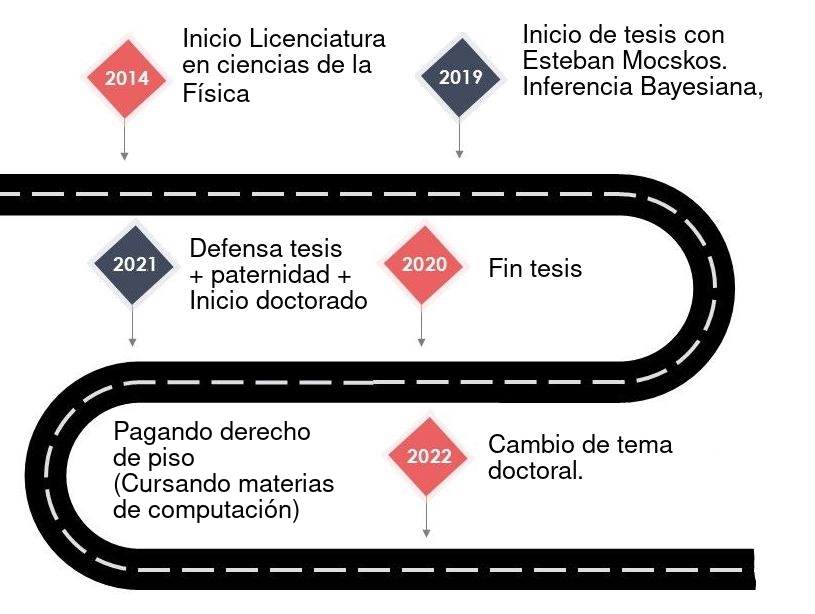 2014
Inicio Licenciatura
en ciencias de la
Física
2019
Inicio de tesis con
Esteban Mocskos.
Inferencia Bayesiana,
2021
Defensa tesis
+ paternidad +
Inicio doctorado
2020
Fin tesis
Pagando derecho
de piso
(Cursando materias
de computación)
2022
Cambio de tema
doctoral.